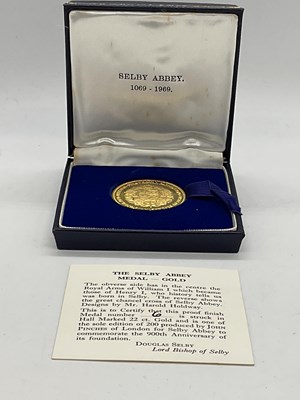 SELBY ABBEY.
1069 - 1969.
THE SELBY ABBEY
MEDAL — GOLD
The obverse side has in the centre the
Royal Arms of William I which became
those of Henry I, who history tells us
was born in Selby. The reverse shows
the great chancel screen of Selby Abbey.
Designs by Mr. Harold Holdway.
This is to Certify that this proof finish
Medal number 6 is struck in
Hall Marked 22 ct. Gold and is one of
the sole edition of 200 produced by JOHN
PINCHES of London for Selby Abbey to
commemorate the 900th Anniversary of
its foundation.
DOUGLAS SELBY
Lord Bishop of Selby